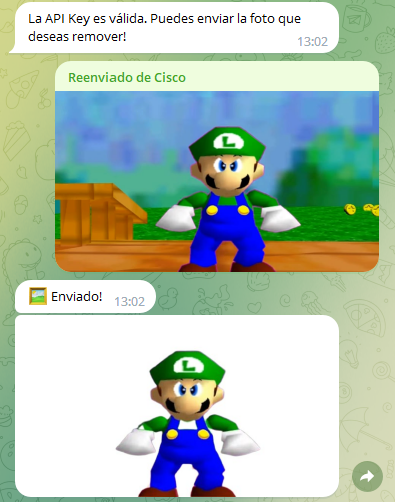 La API Key es válida. Puedes enviar la foto que
deseas remover!
13:02
Reenviado de Cisco
L
Enviado!
13:02
L